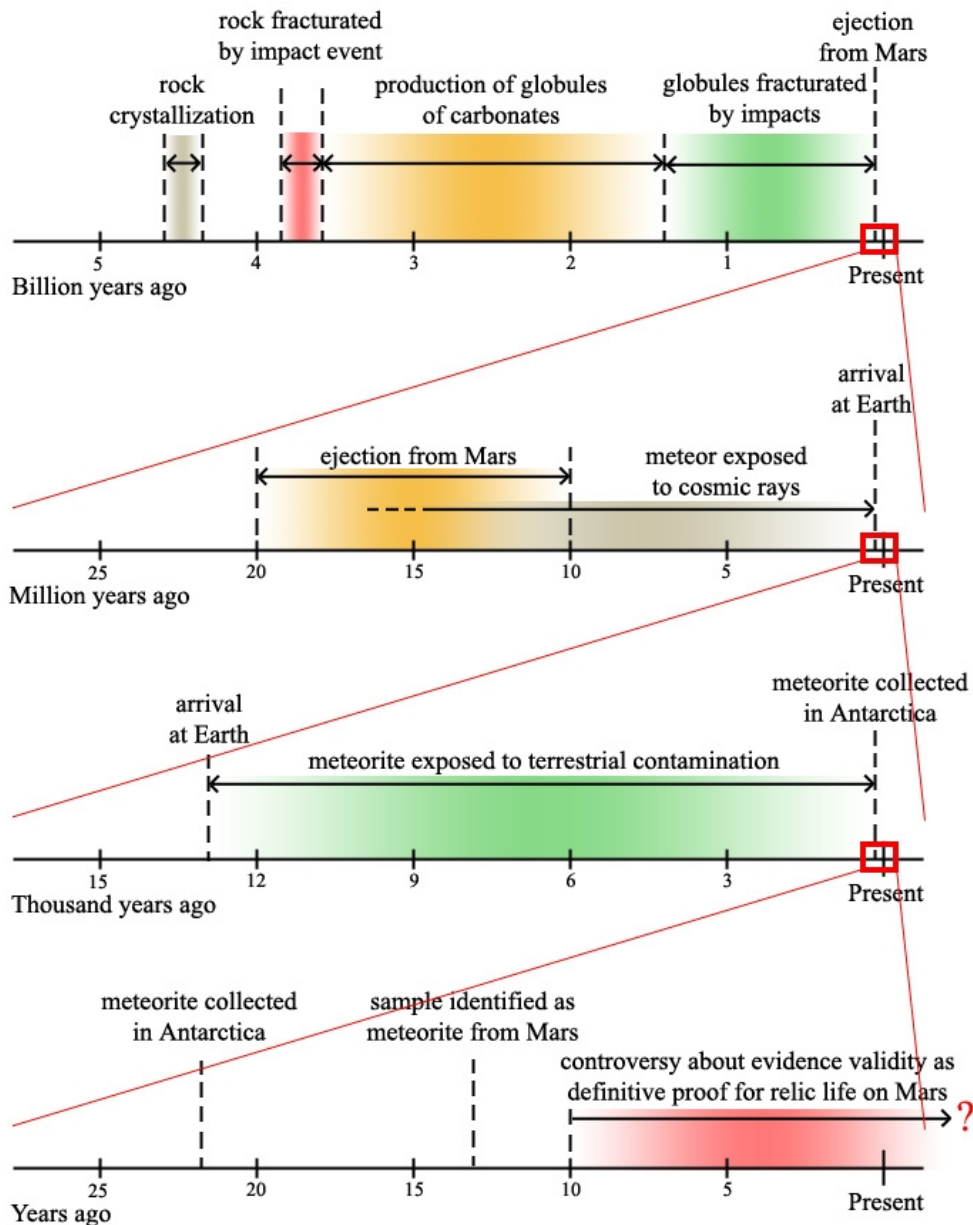 rock fracturated
by impact event
ejection
from Mars
rock
crystallization
production of globules
of carbonates
globules fracturated
by impacts
5
4
3
2
1
Present
Billion years ago
arrival
at Earth
ejection from Mars
meteor exposed
to cosmic rays
25
20
15
10
5
Present
Million years ago
meteorite collected
in Antarctica
arrival
at Earth
meteorite exposed to terrestrial contamination
15
12
9
6
3
Present
Thousand years ago
meteorite collected
in Antarctica
sample identified as
meteorite from Mars
controversy about evidence validity as
definitive proof for relic life on Mars
?
25
20
15
10
5
Present
Years ago